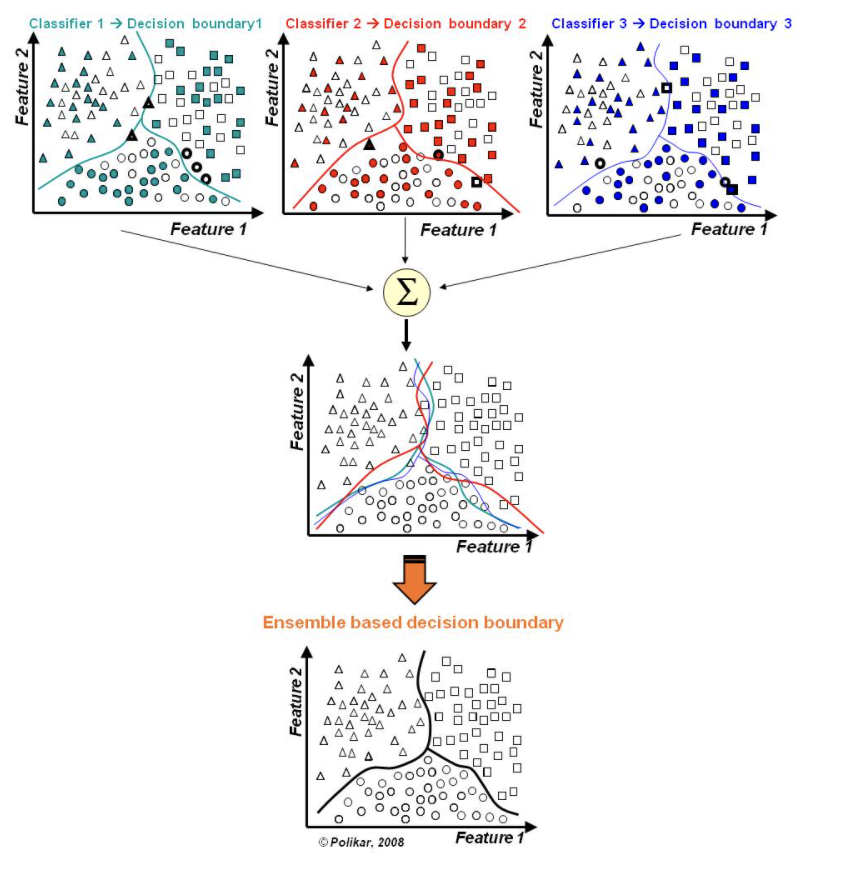 Classifier 1 → Decision boundary1
Classifier 2 → Decision boundary 2
Classifier 3 → Decision boundary 3
Feature 2
Feature 2
Feature 2
Feature 1
Feature 1
Feature 1
Σ
Feature 2
Feature 1
Ensemble based decision boundary
Feature 2
Feature 1
© Polikar, 2008